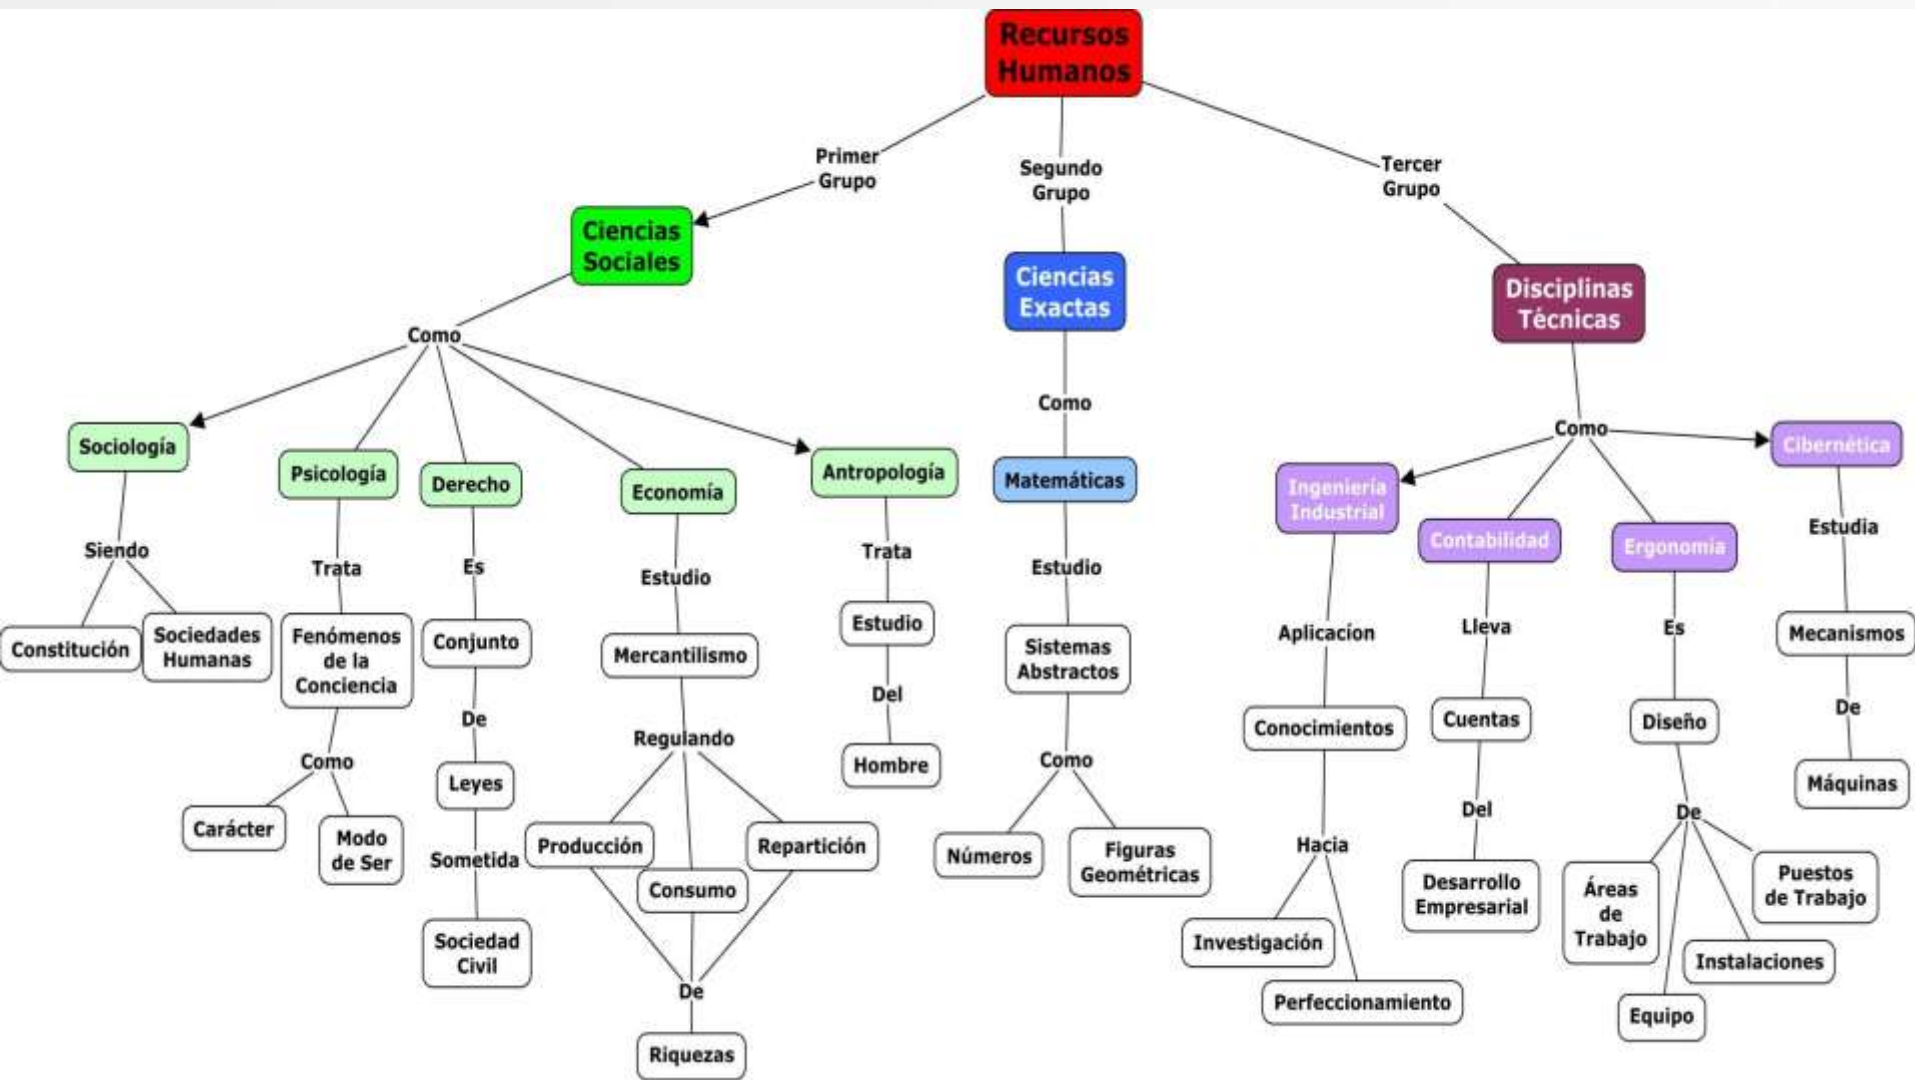 Recursos
Humanos
Primer
Grupo
Segundo
Grupo
Tercer
Grupo
Ciencias
Sociales
Ciencias
Exactas
Disciplinas
Técnicas
Como
Sociología
Psicología
Derecho
Economía
Antropología
Siendo
Constitución
Sociedades
Humanas
Trata
Fenómenos
de la
Conciencia
Como
Carácter
Modo
de Ser
Es
Conjunto
De
Leyes
Sometida
Sociedad
Civil
Estudio
Mercantilismo
Regulando
Producción
Consumo
Repartición
De
Riquezas
Trata
Estudio
Del
Hombre
Como
Matemáticas
Estudio
Sistemas
Abstractos
Como
Números
Figuras
Geométricas
Como
Ingeniería
Industrial
Contabilidad
Ergonomía
Cibernética
Aplicacíon
Conocimientos
Hacia
Investigación
Perfeccionamiento
Lleva
Cuentas
Del
Desarrollo
Empresarial
Es
Diseño
De
Áreas
de
Trabajo
Equipo
Instalaciones
Puestos
de Trabajo
Estudia
Mecanismos
De
Máquinas